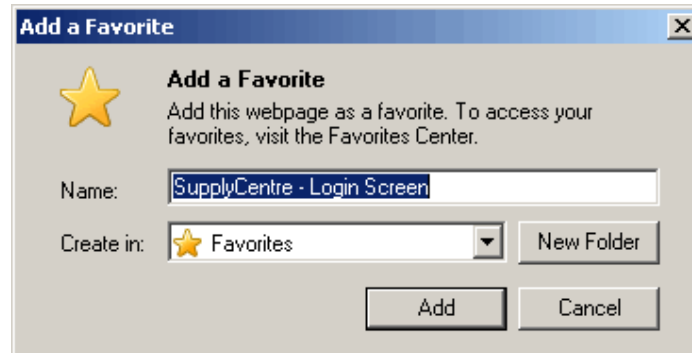 Add a Favorite
Add a Favorite
Add this webpage as a favorite. To access your
favorites, visit the Favorites Center.
Name: SupplyCentre - Login Screen
Create in: Favorites New Folder
Add Cancel